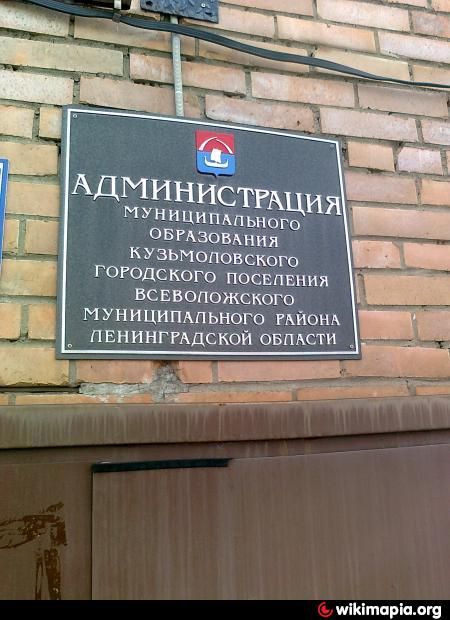 АДМИНИСТРАЦИЯ
МУНИЦИПАЛЬНОГО
ОБРАЗОВАНИЯ
КУЗЬМОЛОВСКОГО
ГОРОДСКОГО ПОСЕЛЕНИЯ
ВСЕВОЛОЖСКОГО
МУНИЦИПАЛЬНОГО РАЙОНА
ЛЕНИНГРАДСКОЙ ОБЛАСТИ
wikimapia.org